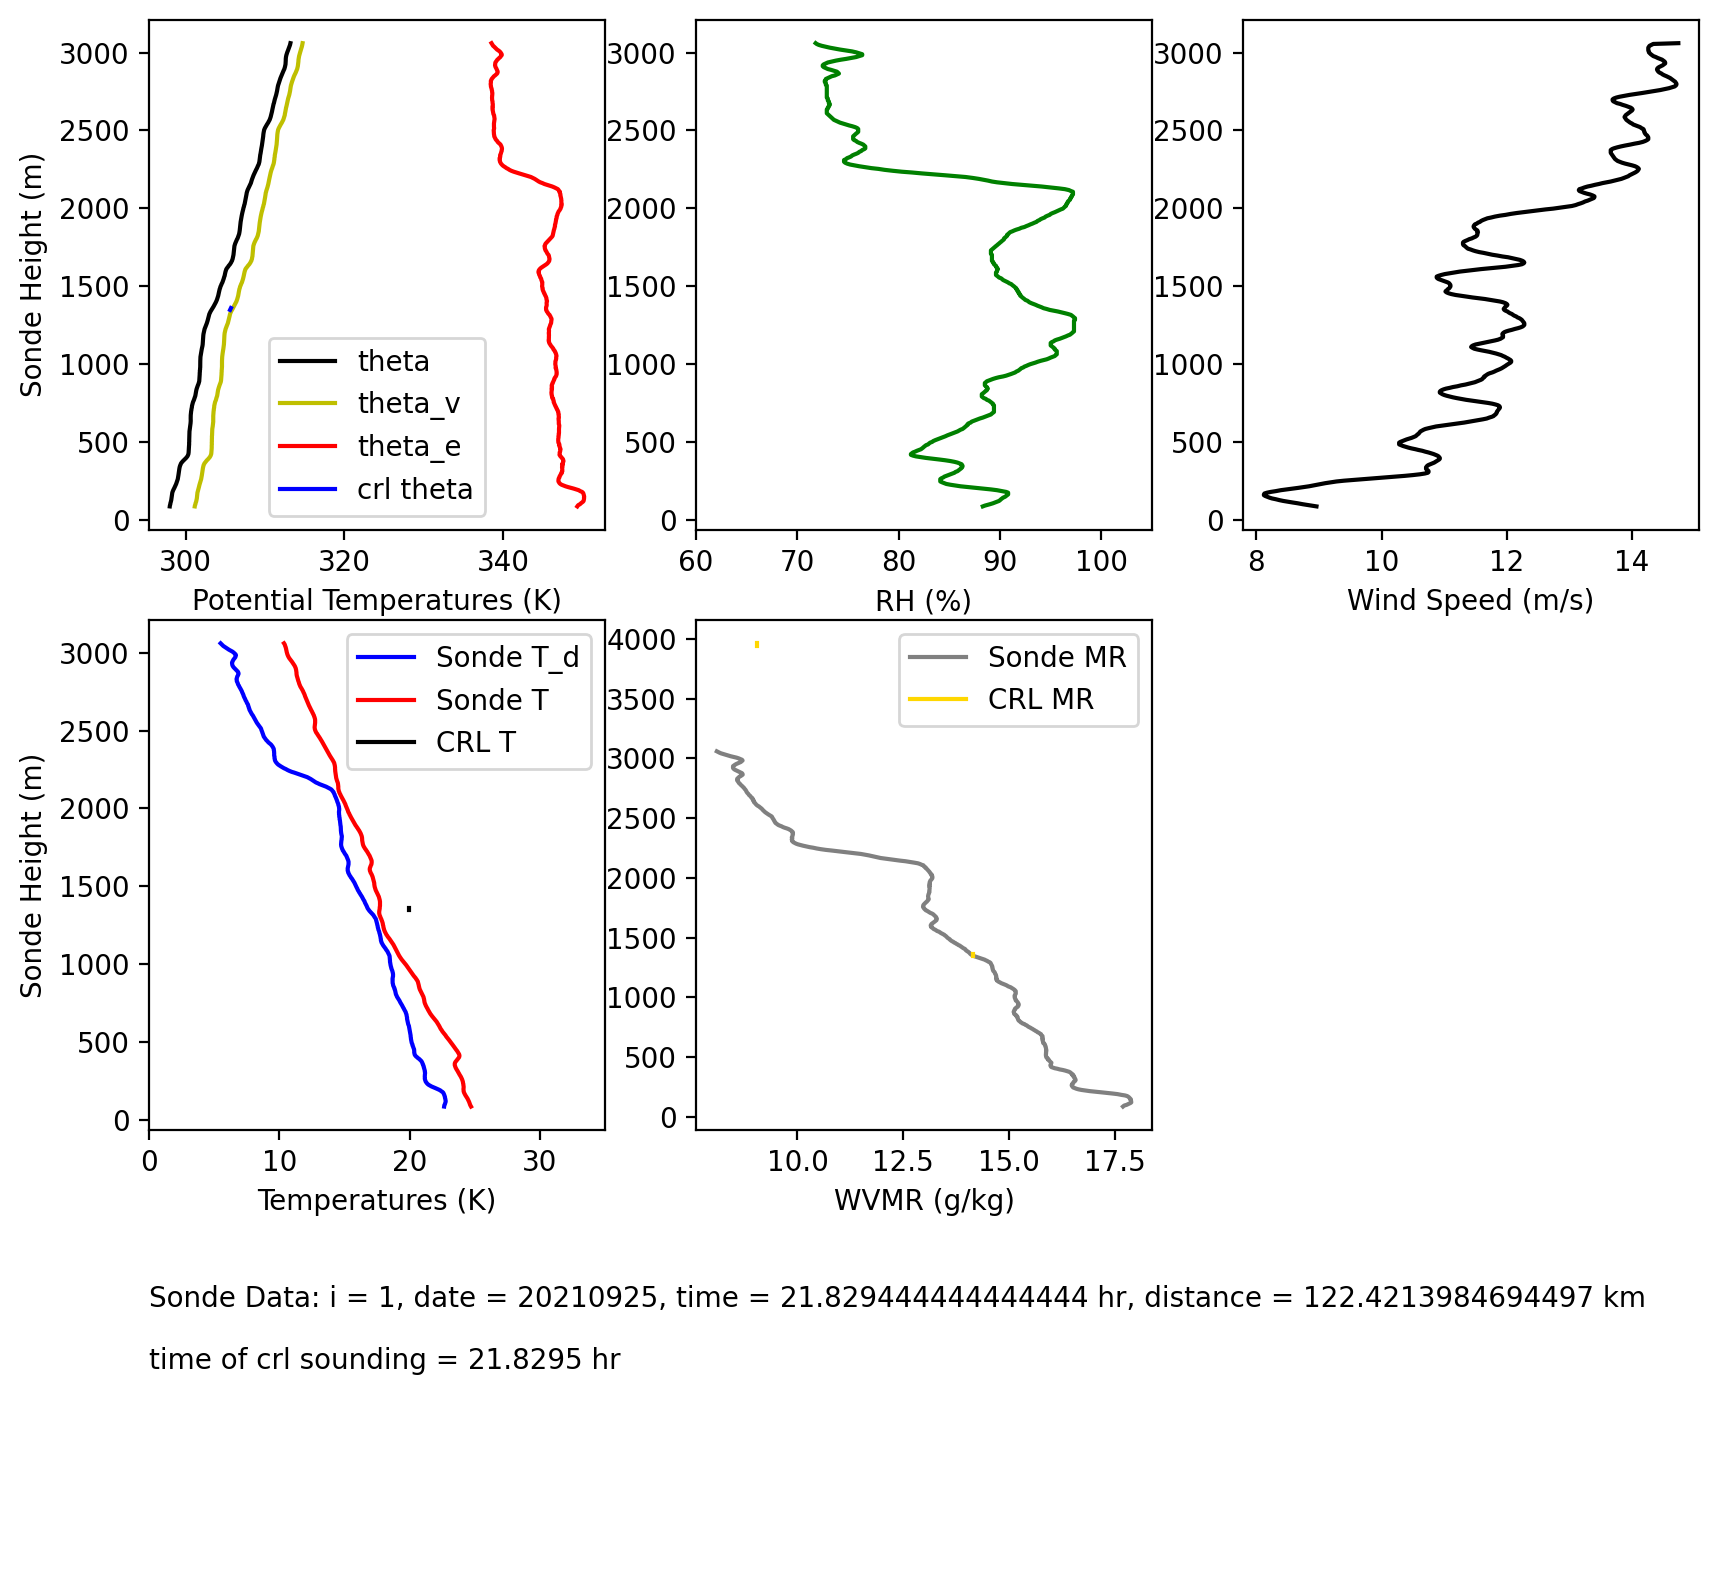 3000
2500
2000
1500
1000
500
0
Sonde Height (m)
300 320 340
Potential Temperatures (K)
theta
theta_v
theta_e
crl theta
3000
2500
2000
1500
1000
500
0
60 70 80 90 100
RH (%)
3000
2500
2000
1500
1000
500
0
8 10 12 14
Wind Speed (m/s)
3000
2500
2000
1500
1000
500
0
Sonde Height (m)
0 10 20 30
Temperatures (K)
Sonde T_d
Sonde T
CRL T
4000
3500
3000
2500
2000
1500
1000
500
0
10.0 12.5 15.0 17.5
WVMR (g/kg)
Sonde MR
CRL MR
Sonde Data: i = 1, date = 20210925, time = 21.829444444444444 hr, distance = 122.4213984694497 km
time of crl sounding = 21.8295 hr